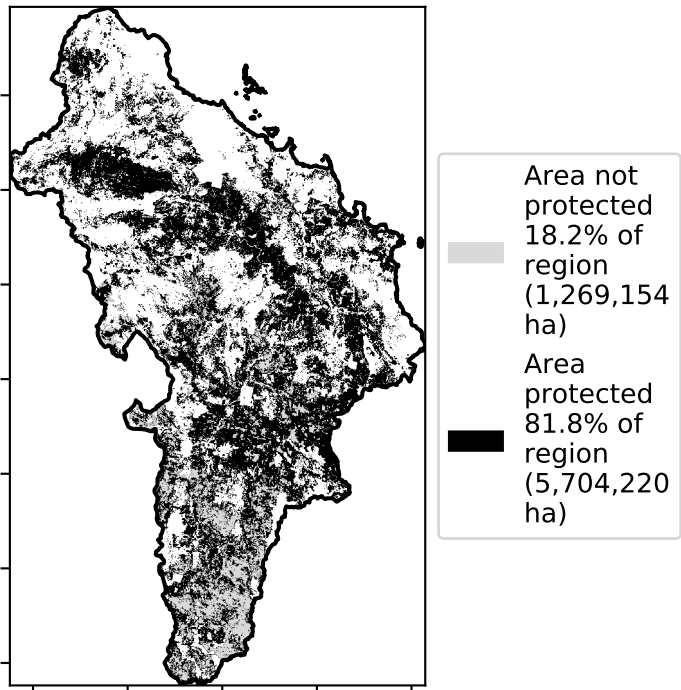 Area not
protected
18.2% of
region
(1,269,154
ha)
Area
protected
81.8% of
region
(5,704,220
ha)